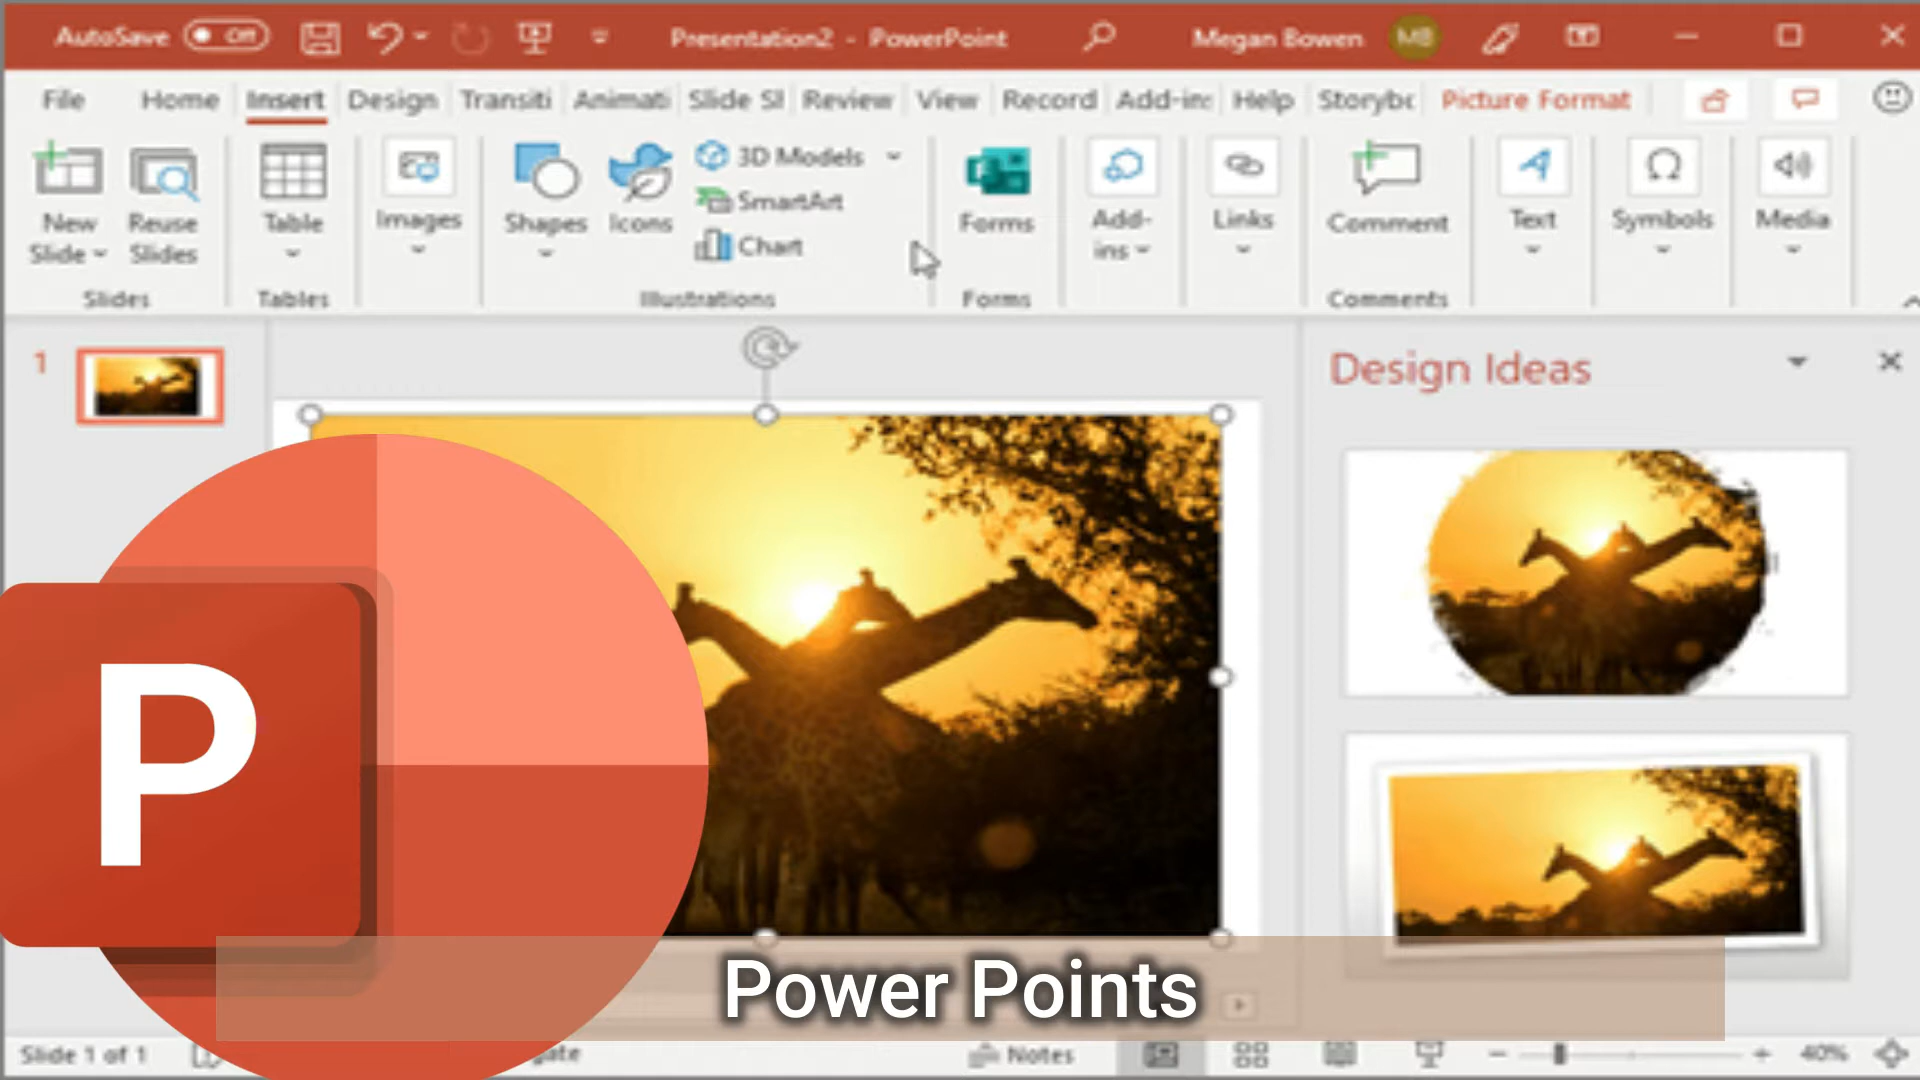 AutoSave Off Presentation2 - PowerPoint Megan Bowen MB
File Home Insert Design Transiti Animati Slide Sl Review View Record Add-in Help Storybo Picture Format
New Slide
Reuse Slides
Table
Images
Shapes
Icons
3D Models
SmartArt
Chart
Forms
Add-ins
Links
Comment
Text
Symbols
Media
Slides Tables Illustrations Forms Comments
1
Design Ideas
P
Power Points
Slide 1 of 1 Notes 40%